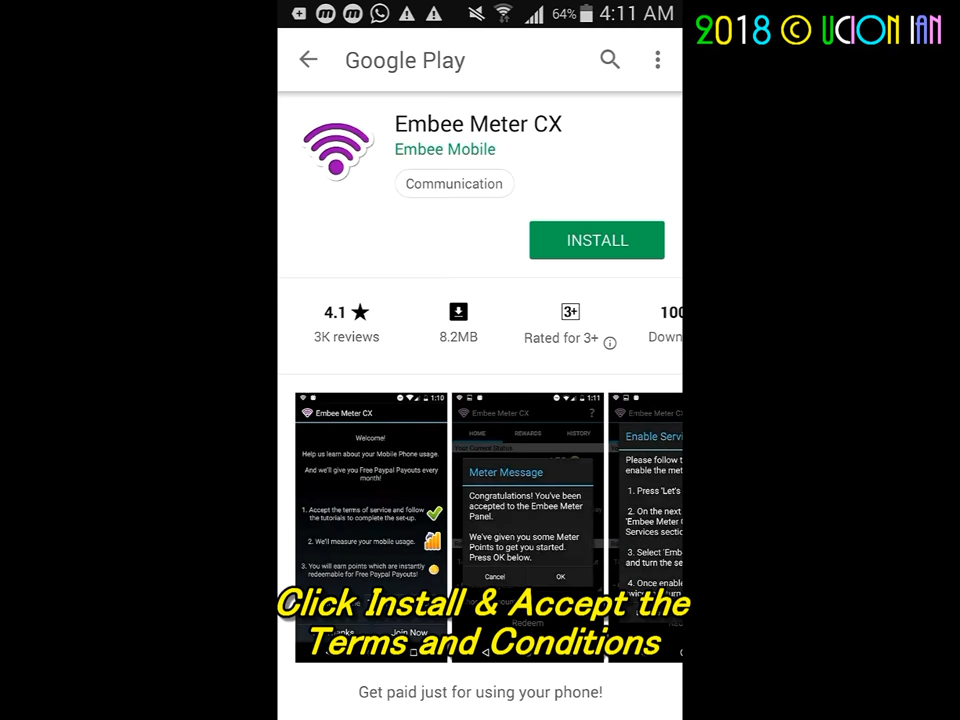 64% 4:11 AM
2018 © UCION IAN
Google Play
Embee Meter CX
Embee Mobile
Communication
INSTALL
4.1 ★
3K reviews
8.2MB
3+
Rated for 3+
100
Down
1:10
Embee Meter CX
Welcome!
Help us learn about your Mobile Phone usage.
And we'll give you Free Paypal Payouts every
month!
1. Accept the terms of service and follow
the tutorials to complete the set-up.
2. We'll measure your mobile usage.
3. You will earn points which are instantly
redeemable for Free Paypal Payouts!
Join Now
1:11
Embee Meter CX ?
HOME REWARDS HISTORY
Meter Message
Congratulations! You've been
accepted to the Embee Meter
Panel.
We've given you some Meter
Points to get you started.
Press OK below.
Cancel OK
Redeem
Embee Meter CX
Enable Servi
Please follow t
enable the met
1. Press 'Let's
2. On the next
'Embee Meter C
Services sectio
3. Select 'Emb
and turn the se
4. Once enable
Click Install & Accept the
Terms and Conditions
Get paid just for using your phone!